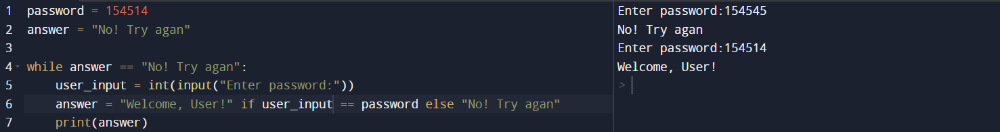 1 password = 154514
2 answer = "No! Try agan"
3
4 while answer == "No! Try agan":
5     user_input = int(input("Enter password:"))
6     answer = "Welcome, User!" if user_input == password else "No! Try agan"
7     print(answer)
Enter password:154545
No! Try agan
Enter password:154514
Welcome, User!
>